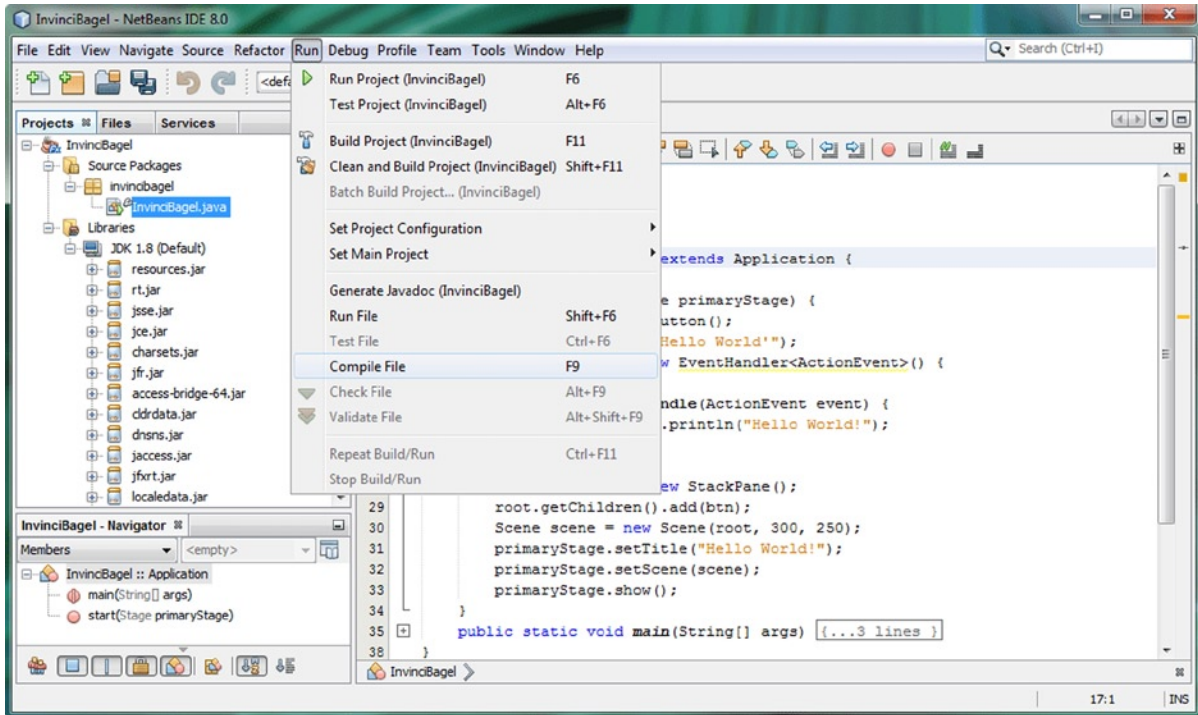 InvinciBagel - NetBeans IDE 8.0
File Edit View Navigate Source Refactor Run Debug Profile Team Tools Window Help
Search (Ctrl+I)
<defa
Run Project (InvinciBagel) F6
Test Project (InvinciBagel) Alt+F6
Build Project (InvinciBagel) F11
Clean and Build Project (InvinciBagel) Shift+F11
Batch Build Project... (InvinciBagel)
Set Project Configuration
Set Main Project
Generate Javadoc (InvinciBagel)
Run File Shift+F6
Test File Ctrl+F6
Compile File F9
Check File Alt+F9
Validate File Alt+Shift+F9
Repeat Build/Run Ctrl+F11
Stop Build/Run
Projects Files Services
InvinciBagel
Source Packages
invincibagel
InvinciBagel.java
Libraries
JDK 1.8 (Default)
resources.jar
rt.jar
jsse.jar
jce.jar
charsets.jar
jfr.jar
access-bridge-64.jar
cldrdata.jar
dnsns.jar
jaccess.jar
jfxrt.jar
localedata.jar
InvinciBagel - Navigator
Members <empty>
InvinciBagel :: Application
main(String[] args)
start(Stage primaryStage)
extends Application {
e primaryStage) {
utton();
Hello World'");
w EventHandler<ActionEvent>() {
ndle(ActionEvent event) {
.println("Hello World!");
ew StackPane();
29 root.getChildren().add(btn);
30 Scene scene = new Scene(root, 300, 250);
31 primaryStage.setTitle("Hello World!");
32 primaryStage.setScene(scene);
33 primaryStage.show();
34 }
35 public static void main(String[] args) {...3 lines }
38 }
InvinciBagel
17:1 INS